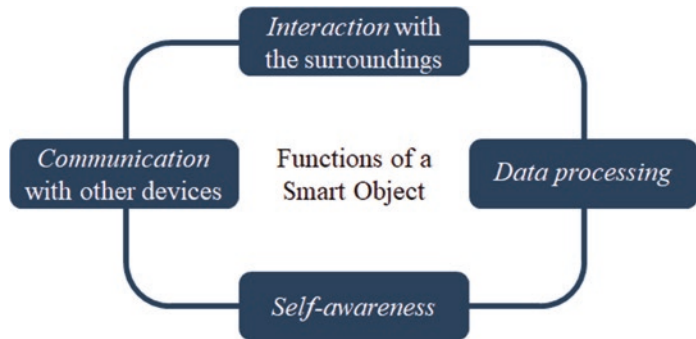 Interaction with
the surroundings
Communication
with other devices
Functions of a
Smart Object
Data processing
Self-awareness